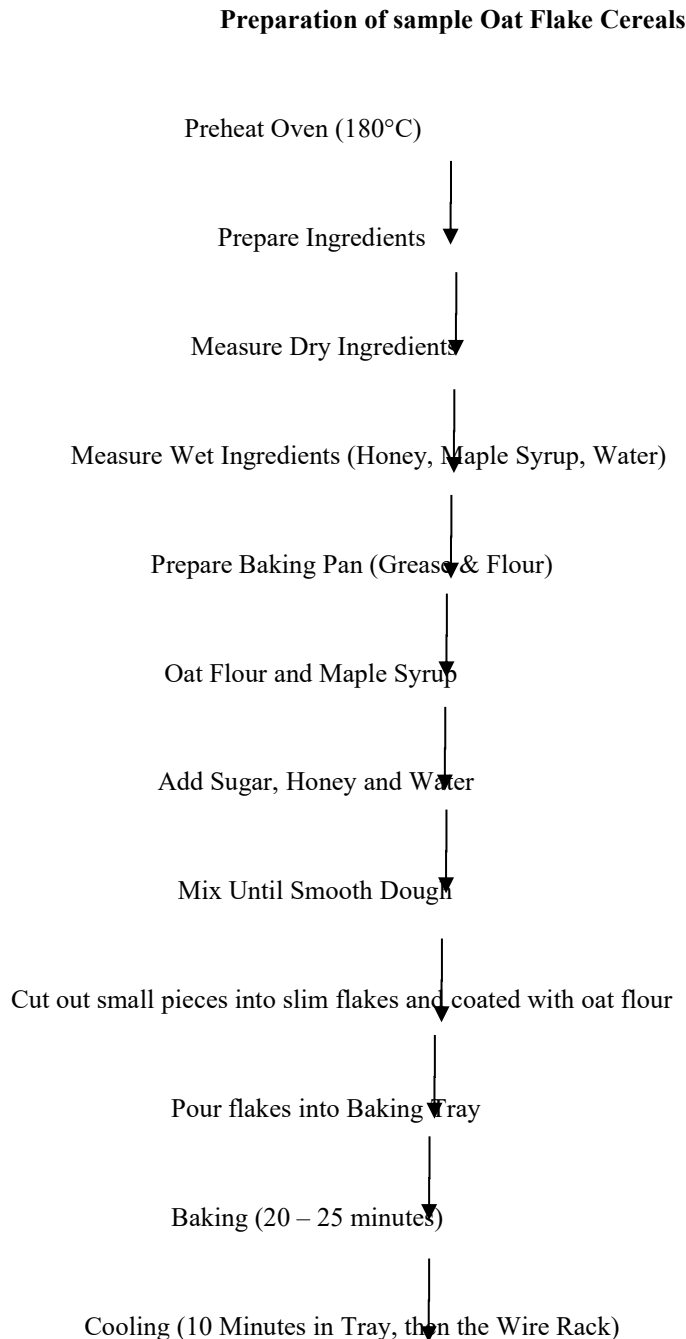 Preparation of sample Oat Flake Cereals
Preheat Oven (180°C)
Prepare Ingredients
Measure Dry Ingredients
Measure Wet Ingredients (Honey, Maple Syrup, Water)
Prepare Baking Pan (Grease & Flour)
Oat Flour and Maple Syrup
Add Sugar, Honey and Water
Mix Until Smooth Dough
Cut out small pieces into slim flakes and coated with oat flour
Pour flakes into Baking Tray
Baking (20 – 25 minutes)
Cooling (10 Minutes in Tray, then the Wire Rack)